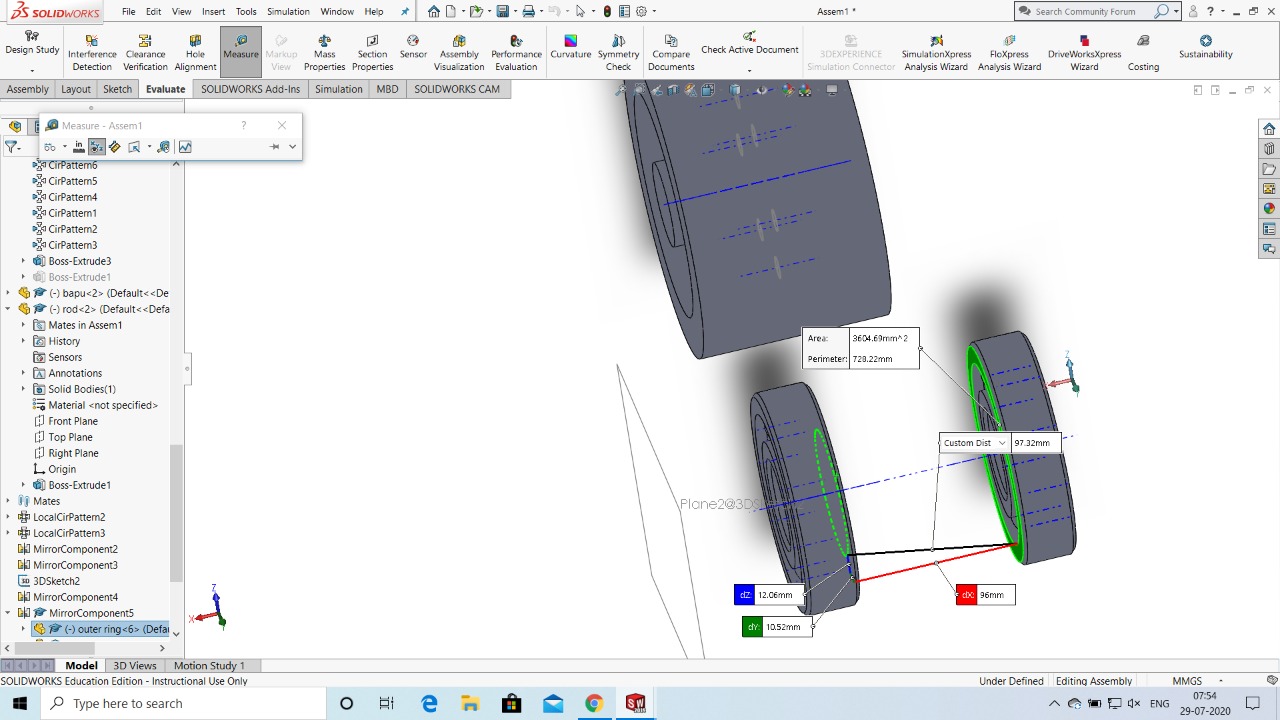 SOLIDWORKS
File Edit View Insert Tools Simulation Window Help
Assem1 *
Search Community Forum
Design Study
Interference Detection
Clearance Verification
Hole Alignment
Measure
Markup View
Mass Properties
Section Properties
Sensor
Assembly Visualization
Performance Evaluation
Curvature
Symmetry Check
Compare Documents
Check Active Document
3DEXPERIENCE Simulation Connector
SimulationXpress Analysis Wizard
FloXpress Analysis Wizard
DriveWorksXpress Wizard
Costing
Sustainability
Assembly Layout Sketch Evaluate SOLIDWORKS Add-Ins Simulation MBD SOLIDWORKS CAM
Measure - Assem1
?
in
CirPattern6
CirPattern5
CirPattern4
CirPattern1
CirPattern2
CirPattern3
Boss-Extrude3
Boss-Extrude1
(-) bapu<2> (Default<<De
(-) rod<2> (Default<<Defa
Mates in Assem1
History
Sensors
Annotations
Solid Bodies(1)
Material <not specified>
Front Plane
Top Plane
Right Plane
Origin
Boss-Extrude1
Mates
LocalCirPattern2
LocalCirPattern3
MirrorComponent2
MirrorComponent3
3DSketch2
MirrorComponent4
MirrorComponent5
(-) outer ring<6> (Defau
Area: 3604.69mm^2
Perimeter: 728.22mm
Custom Dist 97.32mm
dZ: 12.06mm
dX: 96mm
dY: 10.52mm
Z
X
Z
Model 3D Views Motion Study 1
SOLIDWORKS Education Edition - Instructional Use Only
Under Defined Editing Assembly MMGS
Type here to search
ENG
07:54
29-07-2020